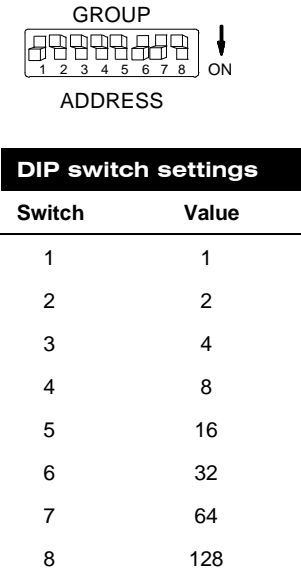 GROUP
1 2 3 4 5 6 7 8 ON
ADDRESS
DIP switch settings
Switch Value
1 1
2 2
3 4
4 8
5 16
6 32
7 64
8 128